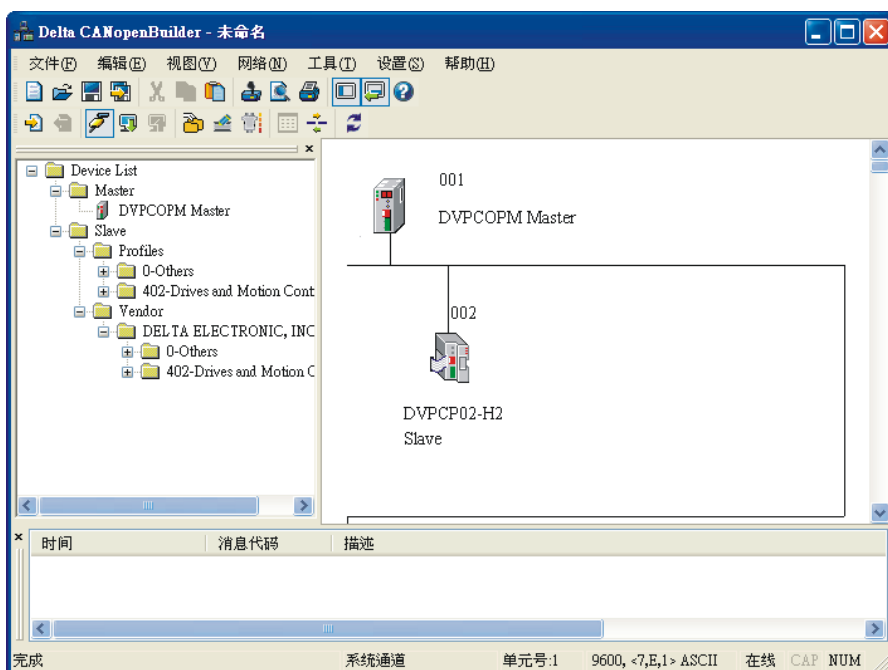 Delta CANopenBuilder - 未命名
文件(F) 编辑(E) 视图(V) 网络(N) 工具(T) 设置(S) 帮助(H)
Device List
Master
DVPCOPM Master
Slave
Profiles
0-Others
402-Drives and Motion Cont
Vendor
DELTA ELECTRONIC, INC
0-Others
402-Drives and Motion C
001
DVPCOPM Master
002
DVPCP02-H2
Slave
时间 消息代码 描述
完成 系统通道 单元号:1 9600, <7,E,1> ASCII 在线 CAP NUM